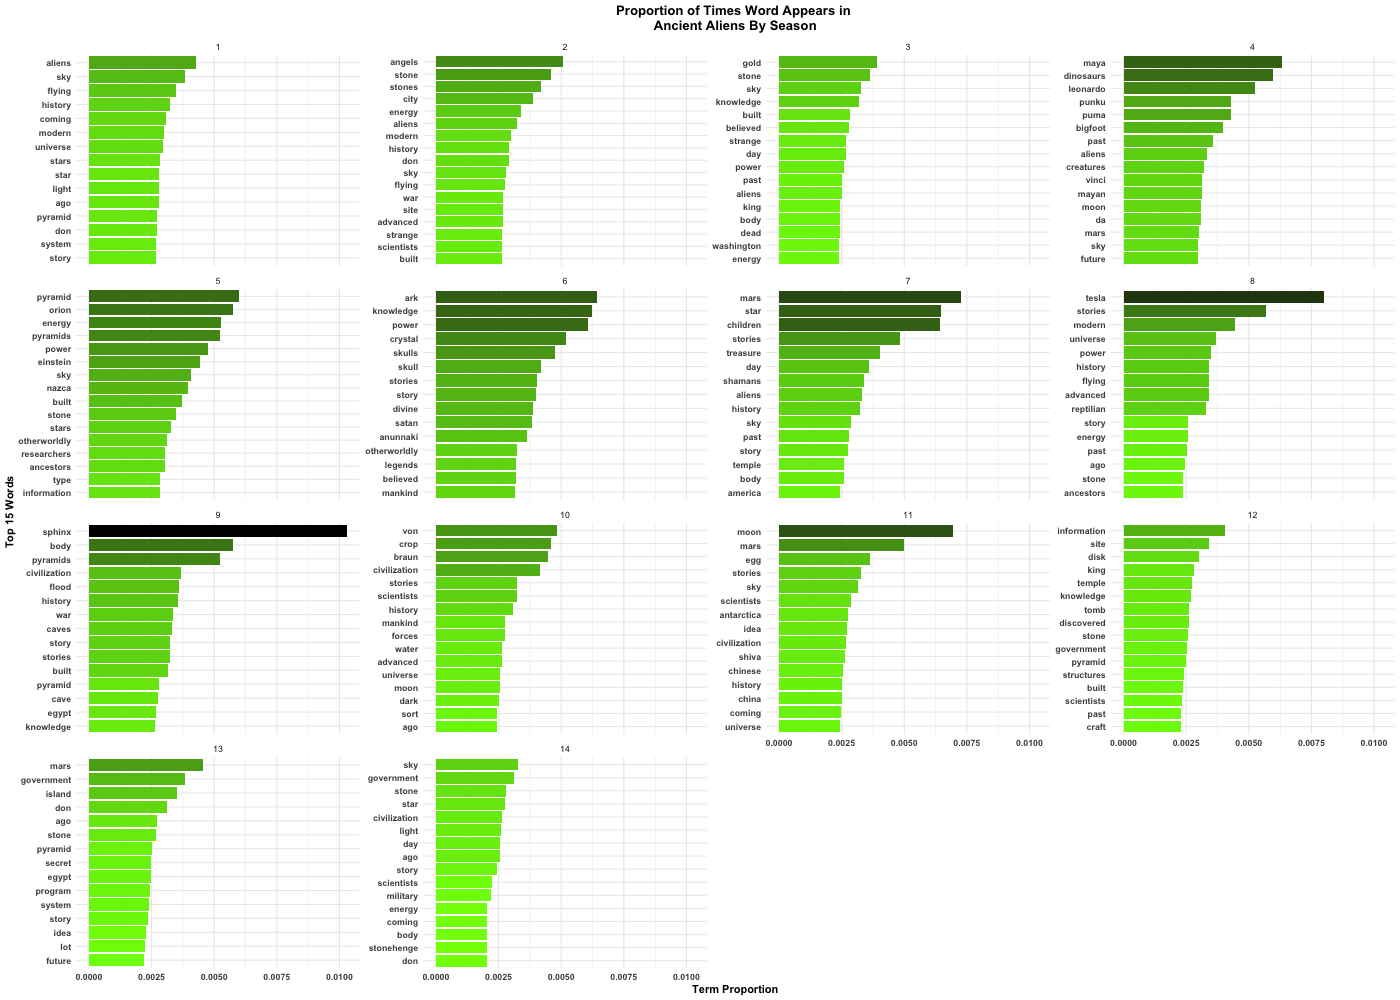 Proportion of Times Word Appears in
Ancient Aliens By Season
Top 15 Words
1
aliens
sky
flying
history
coming
modern
universe
stars
star
light
ago
pyramid
don
system
story
2
angels
stone
stones
city
energy
aliens
modern
history
don
sky
flying
war
site
advanced
strange
scientists
built
3
gold
stone
sky
knowledge
built
believed
strange
day
power
past
aliens
king
body
dead
washington
energy
4
maya
dinosaurs
leonardo
punku
puma
bigfoot
past
aliens
creatures
vinci
mayan
moon
da
mars
sky
future
5
pyramid
orion
energy
pyramids
power
einstein
sky
nazca
built
stone
stars
otherworldly
researchers
ancestors
type
information
6
ark
knowledge
power
crystal
skulls
skull
stories
story
divine
satan
anunnaki
otherworldly
legends
believed
mankind
7
mars
star
children
stories
treasure
day
shamans
aliens
history
sky
past
story
temple
body
america
8
tesla
stories
modern
universe
power
history
flying
advanced
reptilian
story
energy
past
ago
stone
ancestors
9
sphinx
body
pyramids
civilization
flood
history
war
caves
story
stories
built
pyramid
cave
egypt
knowledge
10
von
crop
braun
civilization
stories
scientists
history
mankind
forces
water
advanced
universe
moon
dark
sort
ago
11
moon
mars
egg
stories
sky
scientists
antarctica
idea
civilization
shiva
chinese
history
china
coming
universe
0.0000 0.0025 0.0050 0.0075 0.0100
12
information
site
disk
king
temple
knowledge
tomb
discovered
stone
government
pyramid
structures
built
scientists
past
craft
0.0000 0.0025 0.0050 0.0075 0.0100
13
mars
government
island
don
ago
stone
pyramid
secret
egypt
program
system
story
idea
lot
future
0.0000 0.0025 0.0050 0.0075 0.0100
14
sky
government
stone
star
civilization
light
day
ago
story
scientists
military
energy
coming
body
stonehenge
don
0.0000 0.0025 0.0050 0.0075 0.0100
Term Proportion